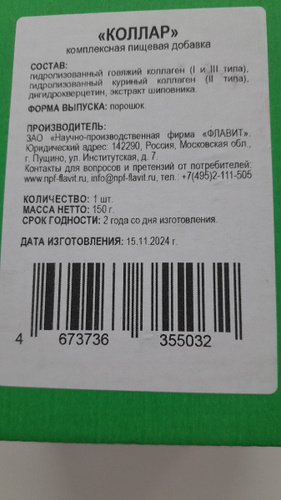 «КОЛЛАР»
комплексная пищевая добавка
СОСТАВ:
гидролизованный говяжий коллаген (I и III типа),
гидролизованный куриный коллаген (II типа),
дигидрокверцетин, экстракт шиповника.
ФОРМА ВЫПУСКА: порошок.
ПРОИЗВОДИТЕЛЬ:
ЗАО «Научно-производственная фирма «ФЛАВИТ».
Юридический адрес: 142290, Россия, Московская обл.,
г. Пущино, ул. Институтская, д. 7.
Контакты для вопросов и претензий от потребителей:
www.npf-flavit.ru, info@npf-flavit.ru, тел.: +7(495)2-111-505
КОЛИЧЕСТВО: 1 шт.
МАССА НЕТТО: 150 г.
СРОК ГОДНОСТИ: 2 года со дня изготовления.
ДАТА ИЗГОТОВЛЕНИЯ: 15.11.2024 г.
4 673736 355032